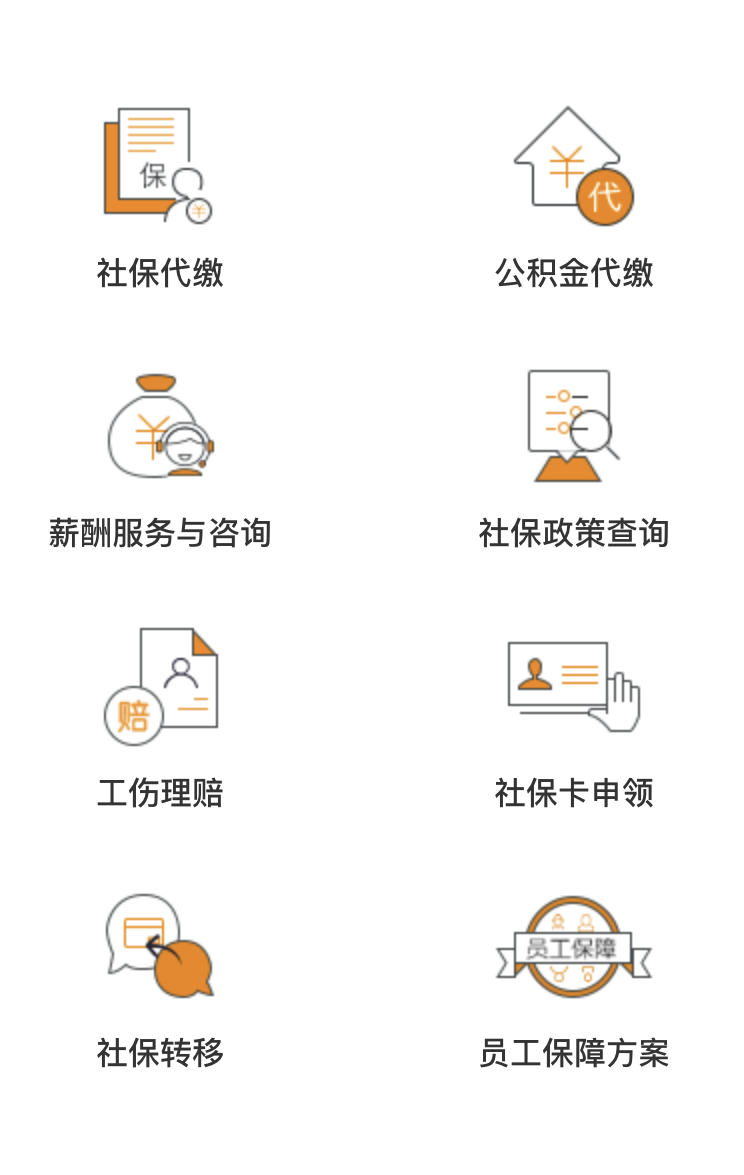 保
代
社保代缴
公积金代缴
薪酬服务与咨询
社保政策查询
赔
工伤理赔
社保卡申领
员工保障
社保转移
员工保障方案